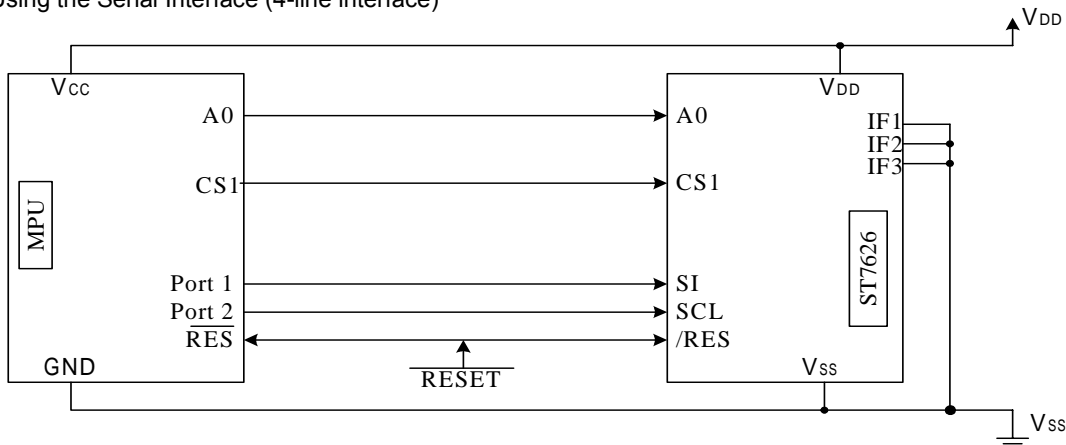 Using the Serial Interface (4-line interface)
VDD
VCC
VDD
A0
A0
IF1
IF2
IF3
CS1
CS1
MPU
ST7626
Port 1
SI
Port 2
SCL
RES
/RES
GND
RESET
VSS
VSS